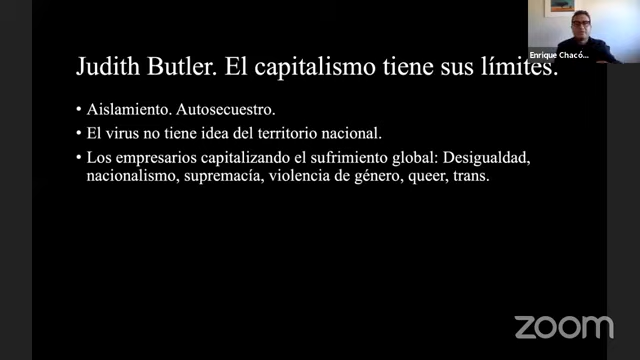 Judith Butler. El capitalismo tiene sus límites.
Enrique Chacó...
• Aislamiento. Autosecuestro.
• El virus no tiene idea del territorio nacional.
• Los empresarios capitalizando el sufrimiento global: Desigualdad,
nacionalismo, supremacía, violencia de género, queer, trans.
zoom